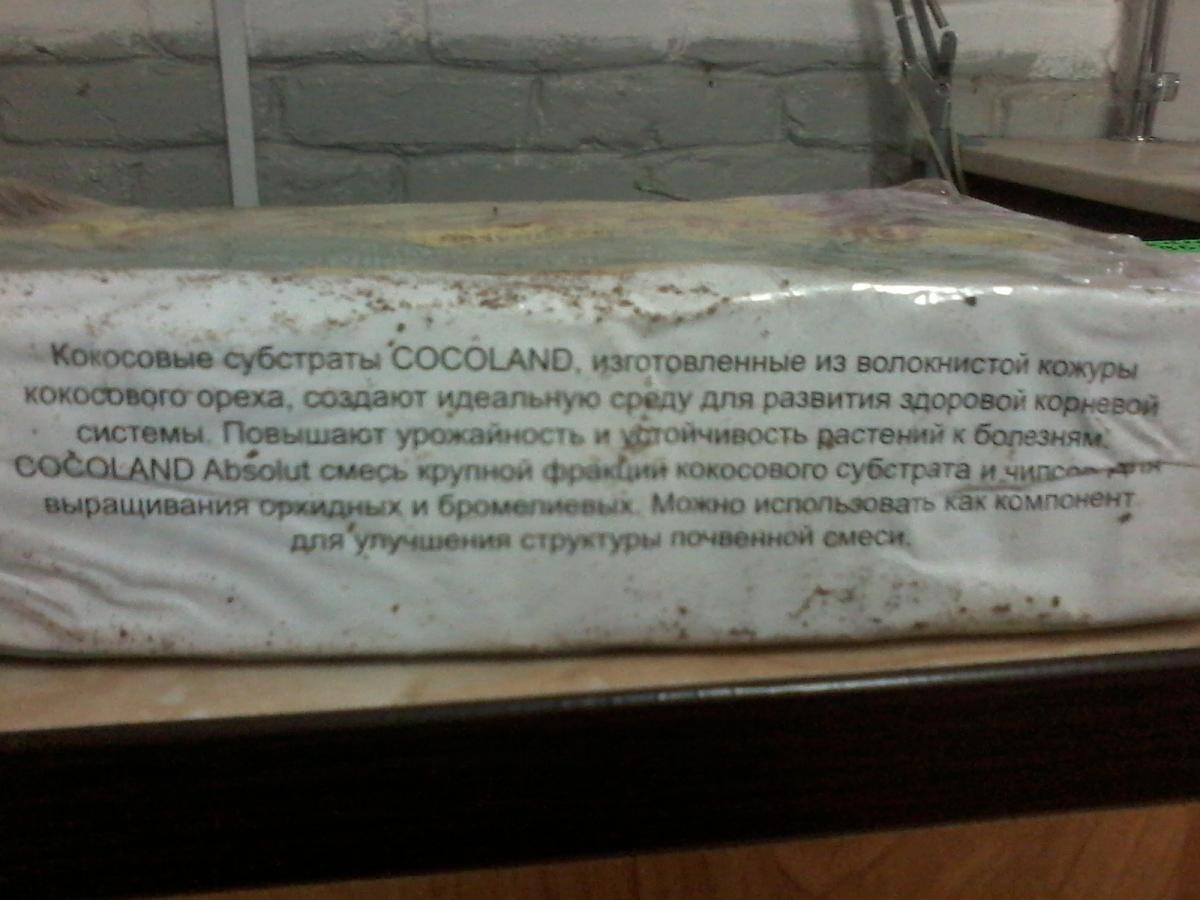 Кокосовые субстраты COCOLAND, изготовленные из волокнистой кожуры
кокосового ореха, создают идеальную среду для развития здоровой корневой
системы. Повышают урожайность и устойчивость растений к болезням.
COCOLAND Absolut смесь крупной фракции кокосового субстрата и чипсов для
выращивания орхидных и бромелиевых. Можно использовать как компонент
для улучшения структуры почвенной смеси.